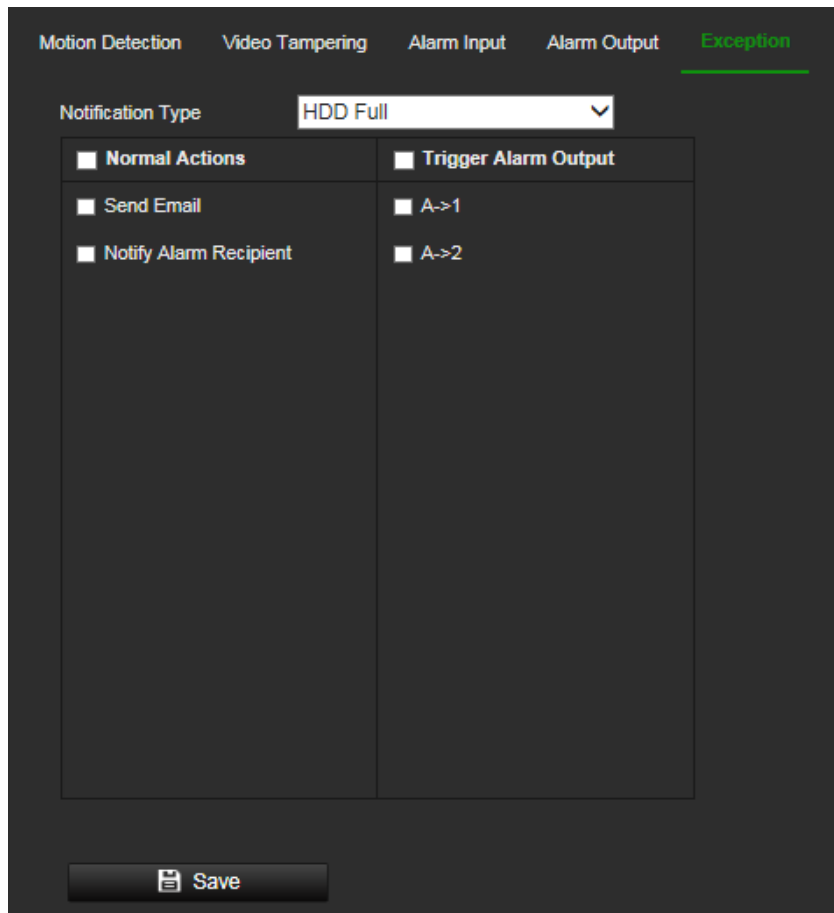 Motion Detection Video Tampering Alarm Input Alarm Output Exception
Notification Type HDD Full
Normal Actions Trigger Alarm Output
Send Email A->1
Notify Alarm Recipient A->2
Save